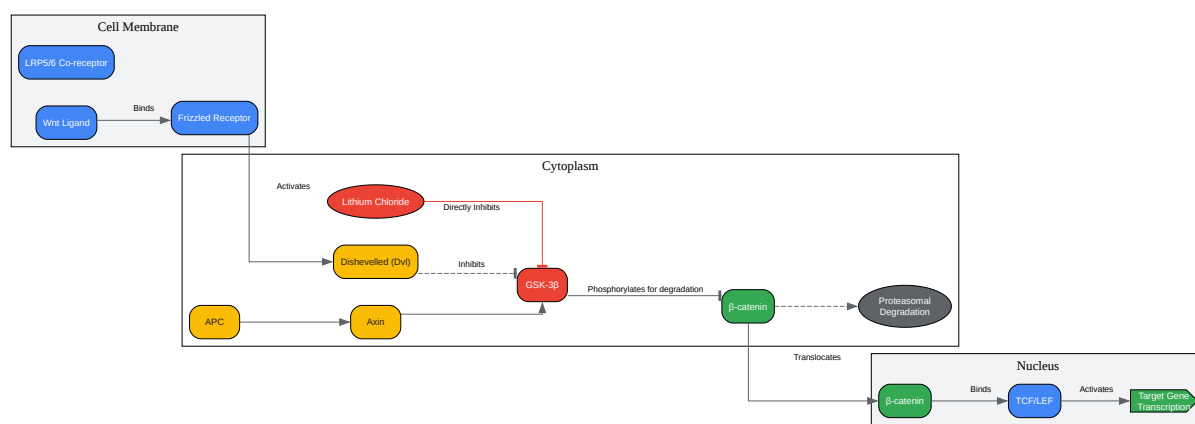 Cell Membrane
LRP5/6 Co-receptor
Wnt Ligand
Binds
Frizzled Receptor
Cytoplasm
Activates
Lithium Chloride
Directly Inhibits
Dishevelled (Dvl)
Inhibits
GSK-3β
Phosphorylates for degradation
β-catenin
Proteasomal
Degradation
APC
Axin
Translocates
Nucleus
β-catenin
Binds
TCF/LEF
Activates
Target Gene
Transcription